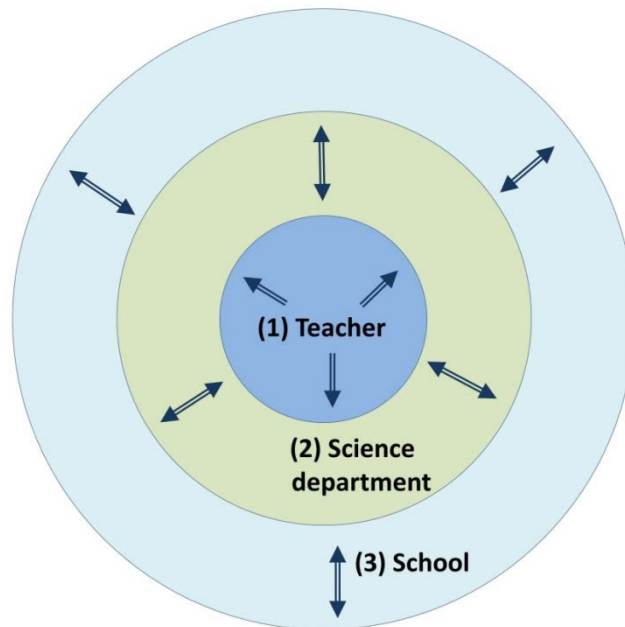 (1) Teacher
(2) Science
department
(3) School